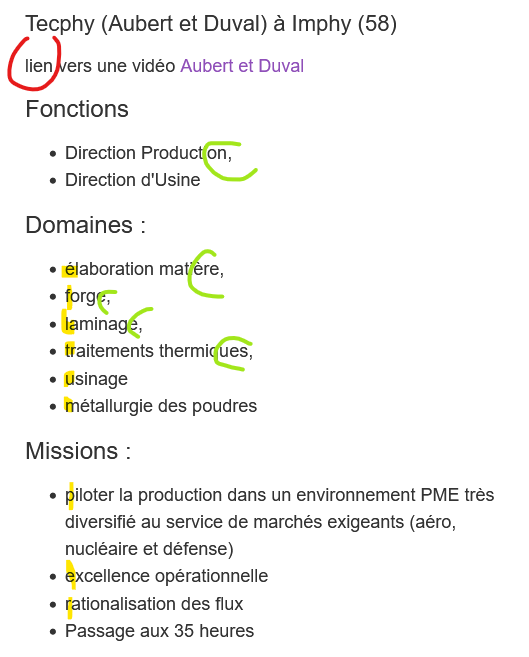 Tecphy (Aubert et Duval) à Imphy (58)
lien vers une vidéo Aubert et Duval
Fonctions
• Direction Production,
• Direction d'Usine
Domaines :
• élaboration matière,
• forge,
• laminage,
• traitements thermiques,
• usinage
• métallurgie des poudres
Missions :
• piloter la production dans un environnement PME très
diversifié au service de marchés exigeants (aéro,
nucléaire et défense)
• excellence opérationnelle
• rationalisation des flux
• Passage aux 35 heures